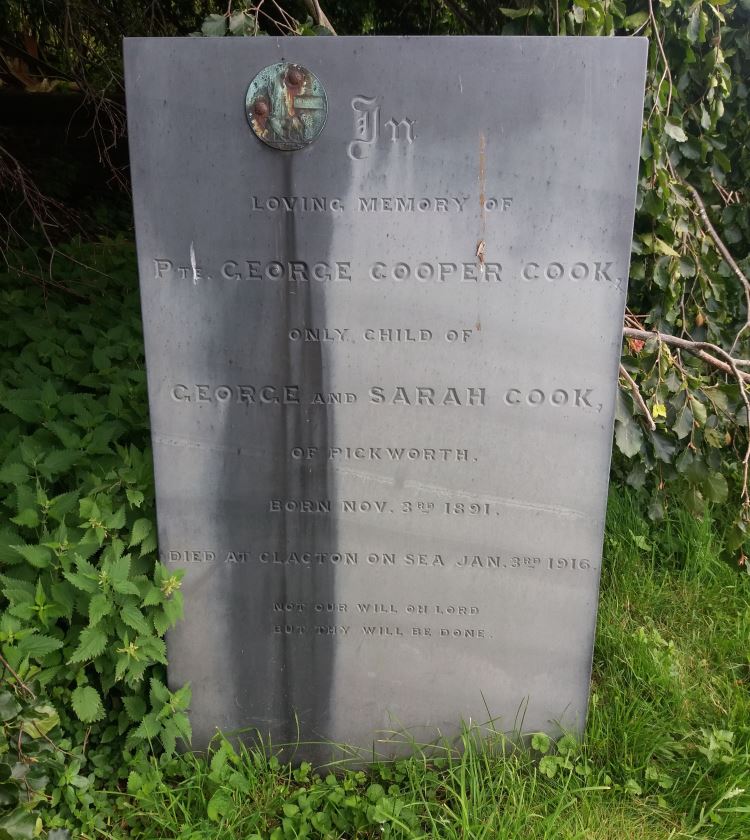 In
LOVING MEMORY OF
PTE. GEORGE COOPER COOK,
ONLY CHILD OF
GEORGE AND SARAH COOK,
OF PICKWORTH.
BORN NOV. 3RD 1891.
DIED AT CLACTON ON SEA JAN. 3RD 1916.
NOT OUR WILL OH LORD
BUT THY WILL BE DONE.